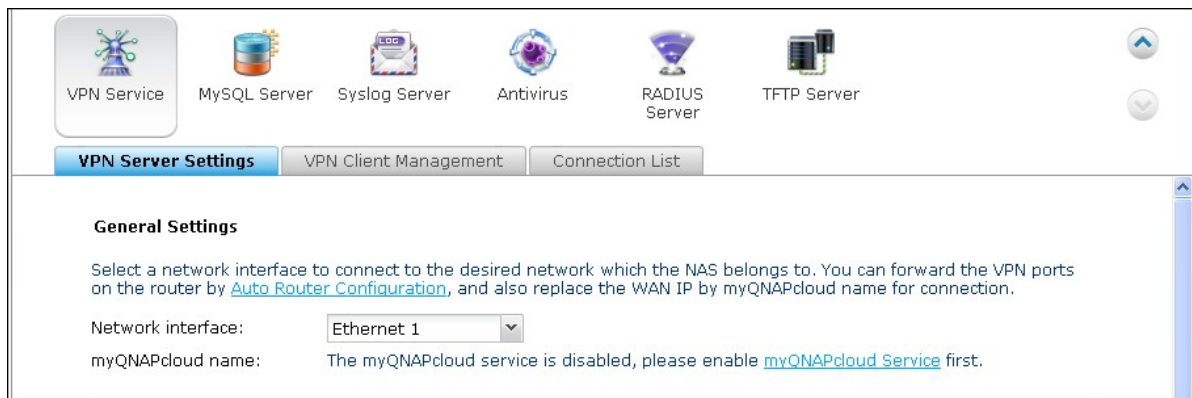 LOG
VPN Service
MySQL Server
Syslog Server
Antivirus
RADIUS
Server
TFTP Server
VPN Server Settings
VPN Client Management
Connection List
General Settings
Select a network interface to connect to the desired network which the NAS belongs to. You can forward the VPN ports
on the router by Auto Router Configuration, and also replace the WAN IP by myQNAPcloud name for connection.
Network interface:
Ethernet 1
myQNAPcloud name:
The myQNAPcloud service is disabled, please enable myQNAPcloud Service first.